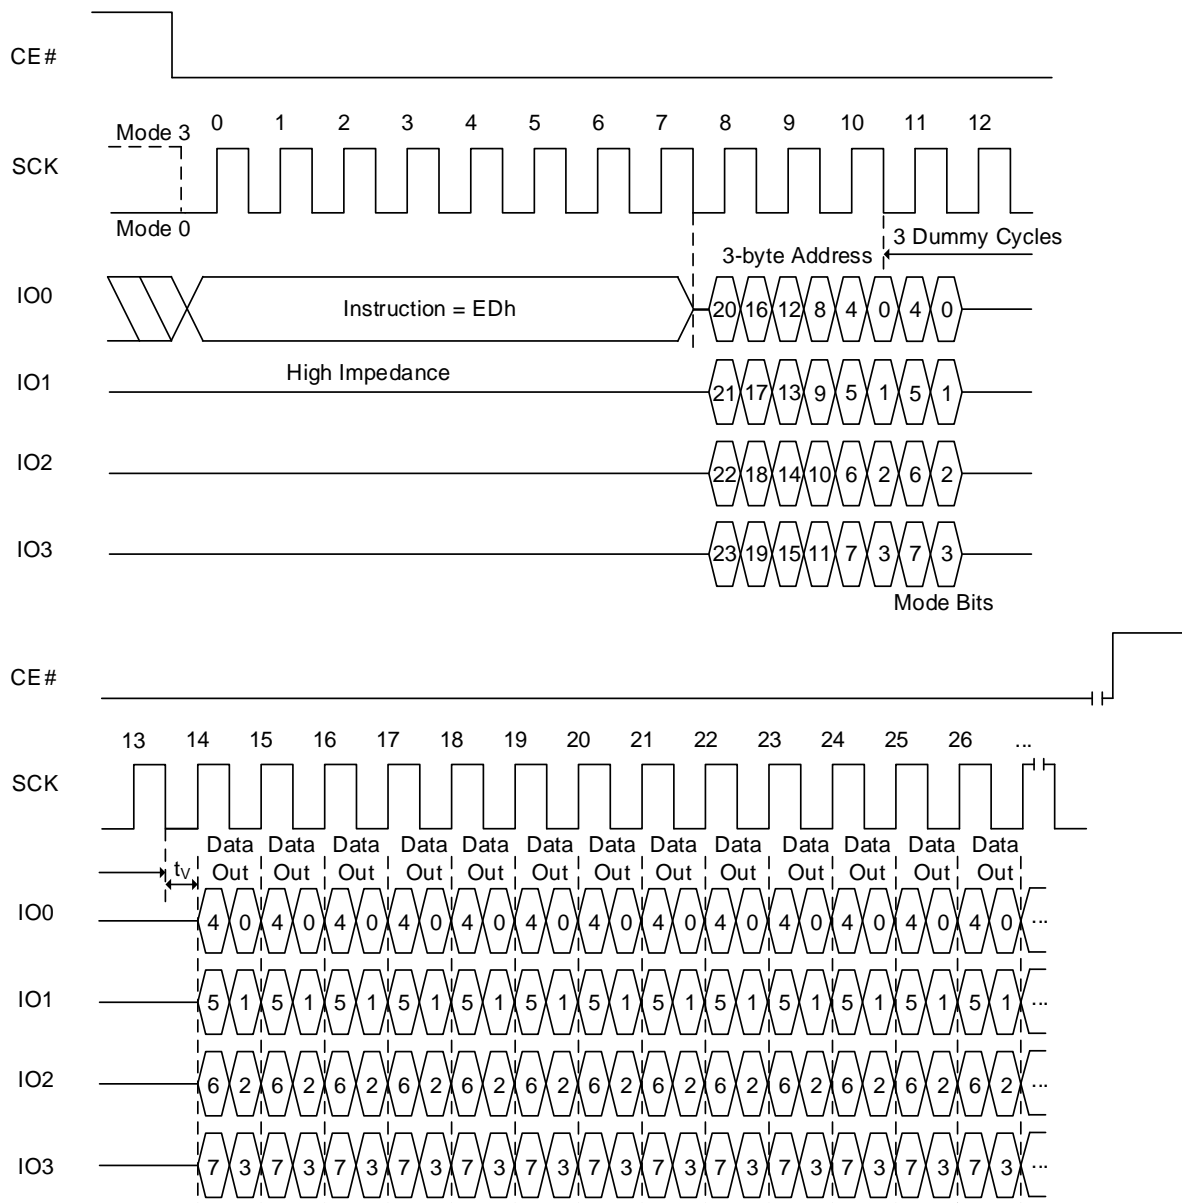 CE#
Mode 3 0 1 2 3 4 5 6 7 8 9 10 11 12
SCK
Mode 0
3-byte Address 3 Dummy Cycles
IO0 Instruction = EDh 20 16 12 8 4 0 4 0
High Impedance
IO1 21 17 13 9 5 1 5 1
IO2 22 18 14 10 6 2 6 2
IO3 23 19 15 11 7 3 7 3
Mode Bits
CE#
13 14 15 16 17 18 19 20 21 22 23 24 25 26 ...
SCK
Data Data Data Data Data Data Data Data Data Data Data Data Data
tV Out Out Out Out Out Out Out Out Out Out Out Out Out
IO0 4 0 4 0 4 0 4 0 4 0 4 0 4 0 4 0 4 0 4 0 4 0 4 0 4 0 ...
IO1 5 1 5 1 5 1 5 1 5 1 5 1 5 1 5 1 5 1 5 1 5 1 5 1 5 1 ...
IO2 6 2 6 2 6 2 6 2 6 2 6 2 6 2 6 2 6 2 6 2 6 2 6 2 6 2 ...
IO3 7 3 7 3 7 3 7 3 7 3 7 3 7 3 7 3 7 3 7 3 7 3 7 3 7 3 ...